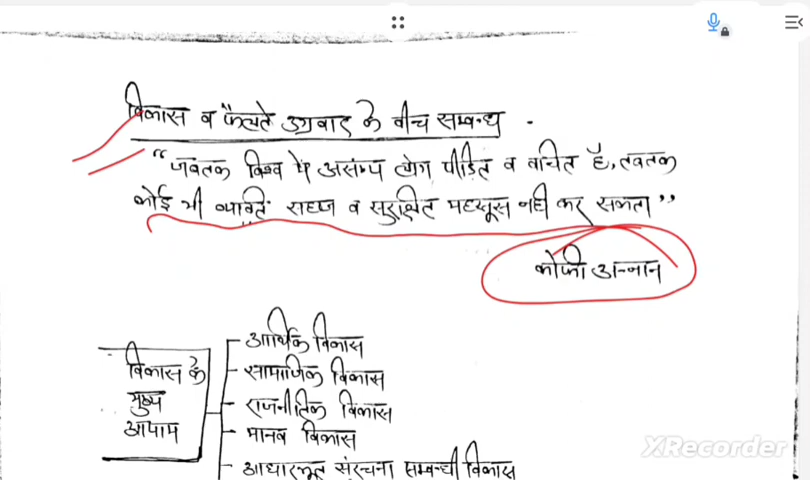 विकास व फैलते उग्रवाद के बीच सम्बन्ध -
"जबतक विश्व मे असंख्य लोग पीडित व वंचित है, तबतक
कोई भी व्यक्ति सहज व सुरक्षित महसूस नही कर सकता"
कोफी अन्नान
विकास के
मुख्य
आयाम
आर्थिक विकास
सामाजिक विकास
राजनीतिक विकास
मानव विकास
आधारभूत संरचना सम्बन्धी विकास
XRecorder